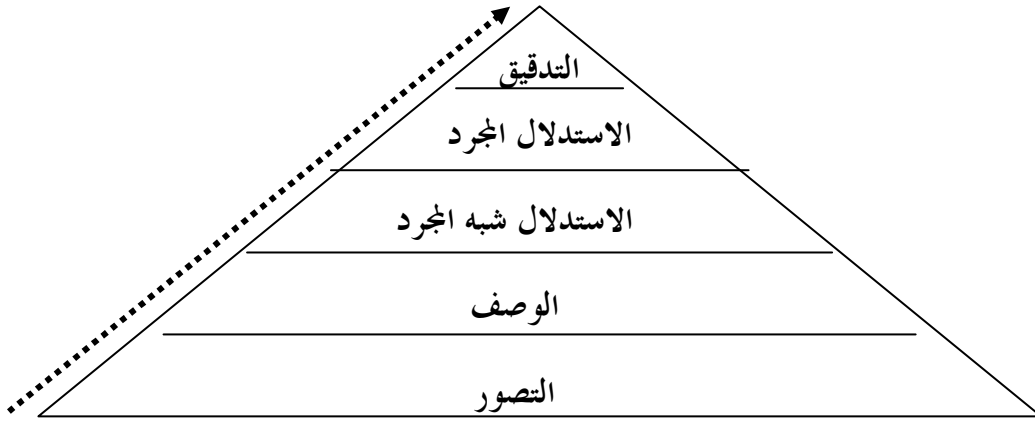 التدقيق
الاستدلال المجرد
الاستدلال شبه المجرد
الوصف
التصور